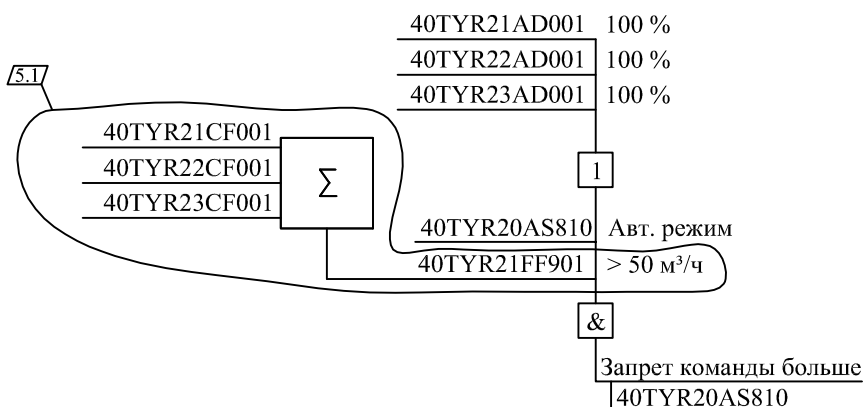 40TYR21AD001 100 %
40TYR22AD001 100 %
40TYR23AD001 100 %
5.1
40TYR21CF001
40TYR22CF001
40TYR23CF001
Σ
1
40TYR20AS810 Авт. режим
40TYR21FF901 > 50 м³/ч
&
Запрет команды больше
40TYR20AS810